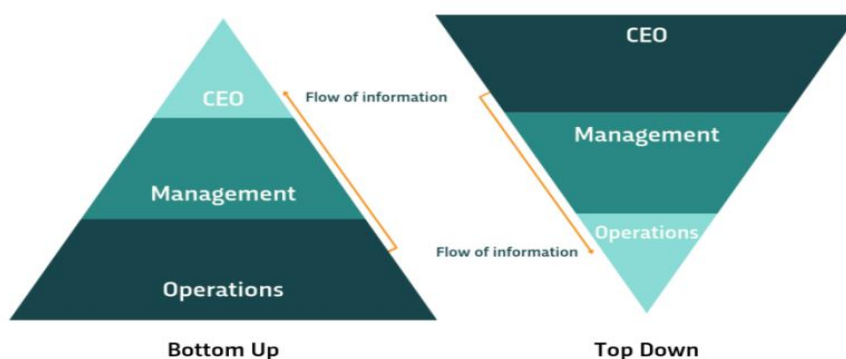 CEO
Flow of information
Management
Operations
Bottom Up
CEO
Management
Operations
Flow of information
Top Down